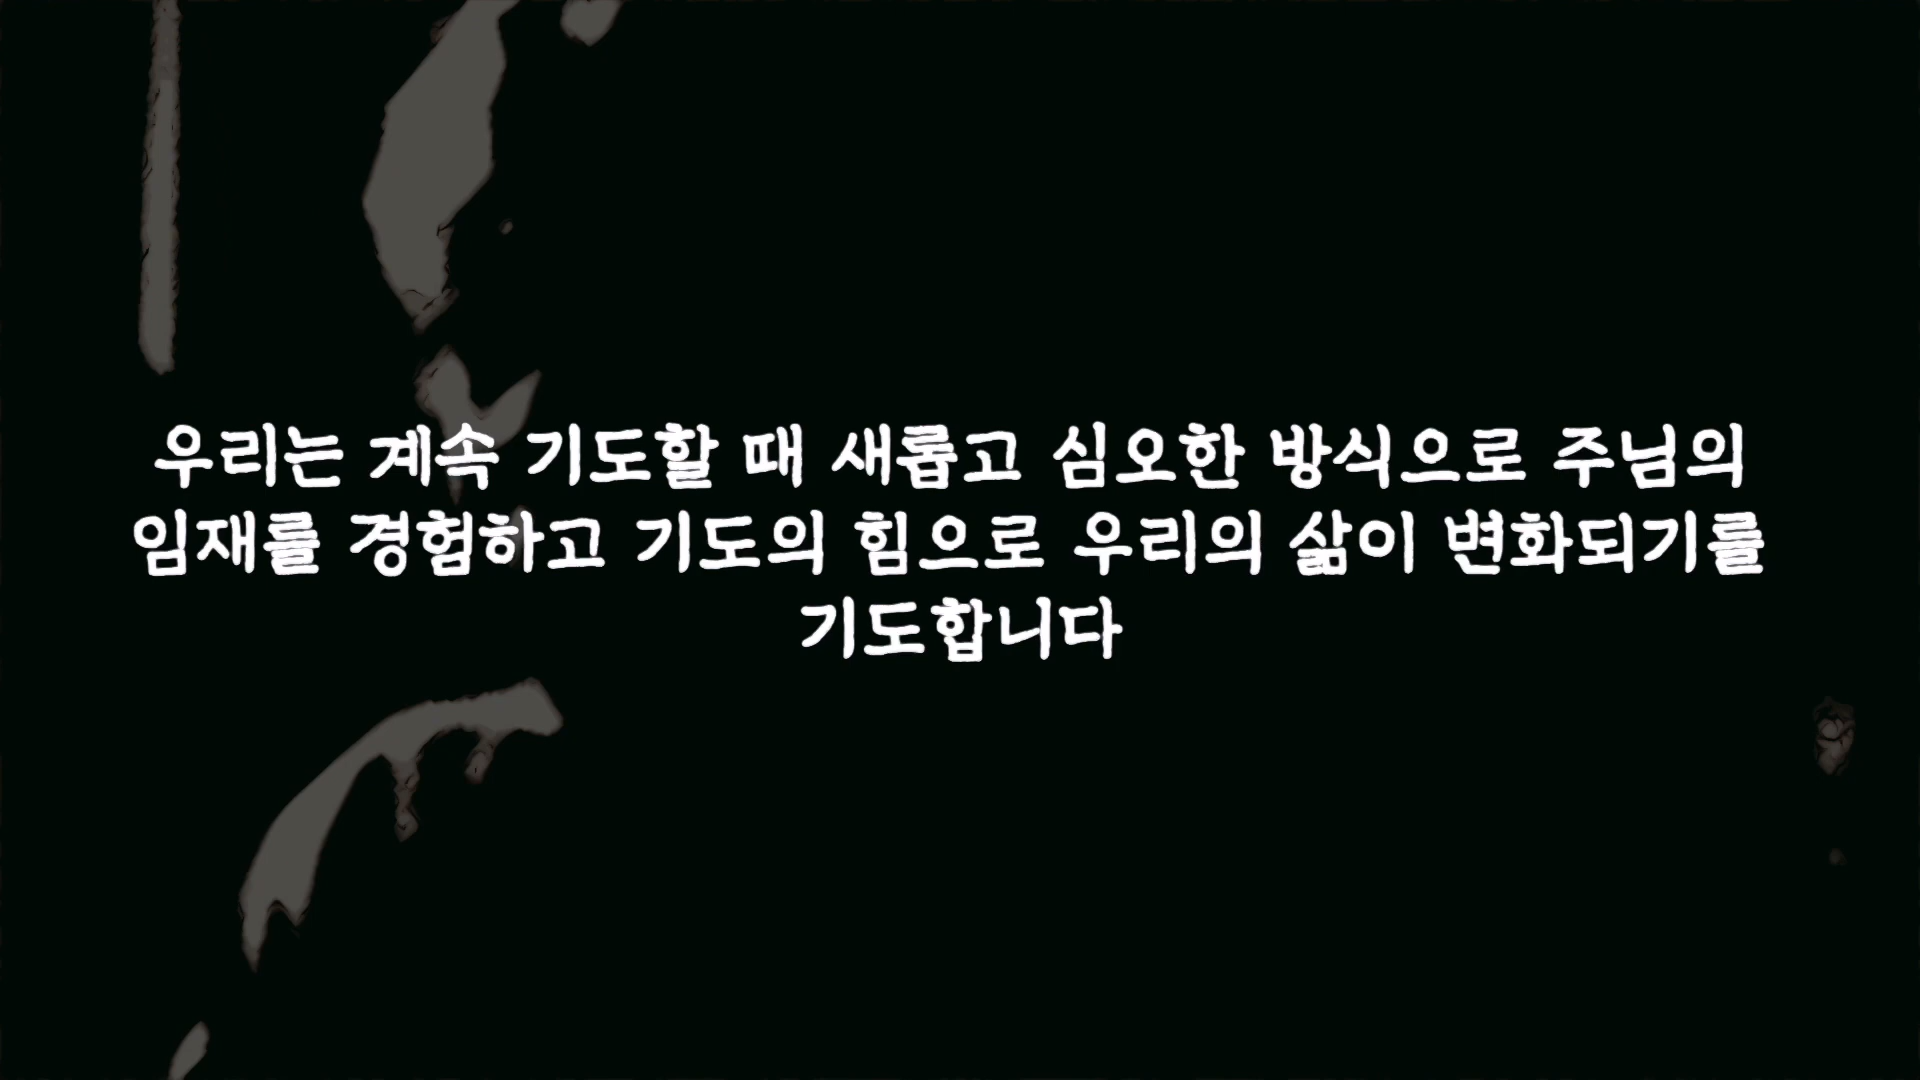 우리는 계속 기도할 때 새롭고 심오한 방식으로 주님의
임재를 경험하고 기도의 힘으로 우리의 삶이 변화되기를
기도합니다